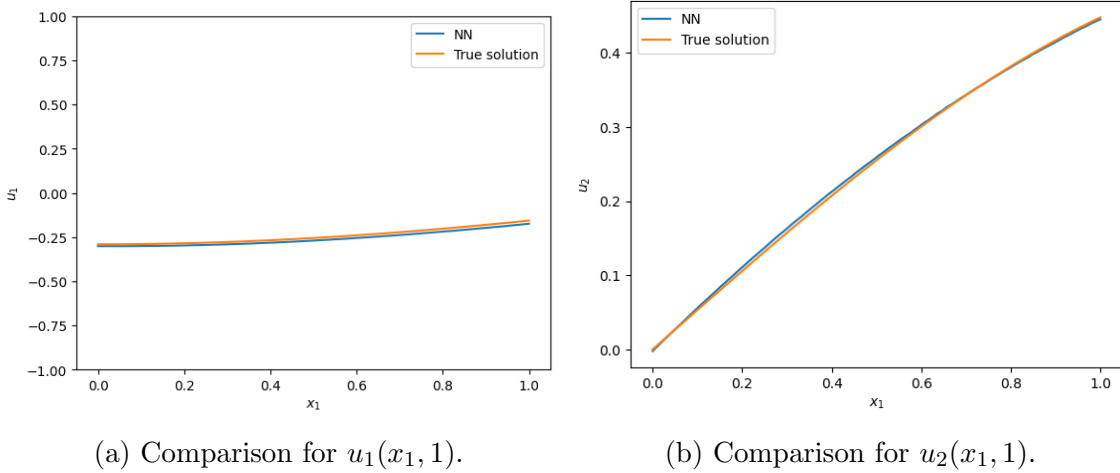 1.00
0.75
0.50
0.25
0.00
−0.25
−0.50
−0.75
−1.00
u₁
NN
True solution
0.0 0.2 0.4 0.6 0.8 1.0
x₁
0.4
0.3
0.2
0.1
0.0
u₂
NN
True solution
0.0 0.2 0.4 0.6 0.8 1.0
x₁
(a) Comparison for u₁(x₁, 1).
(b) Comparison for u₂(x₁, 1).